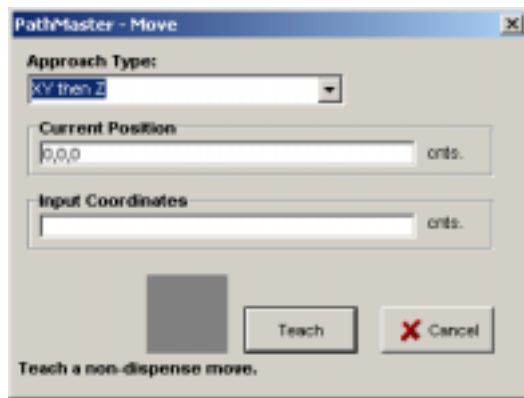 PathMaster - Move
Approach Type:
XY then Z
Current Position
0,0,0 cnts.
Input Coordinates
cnts.
Teach Cancel
Teach a non-dispense move.